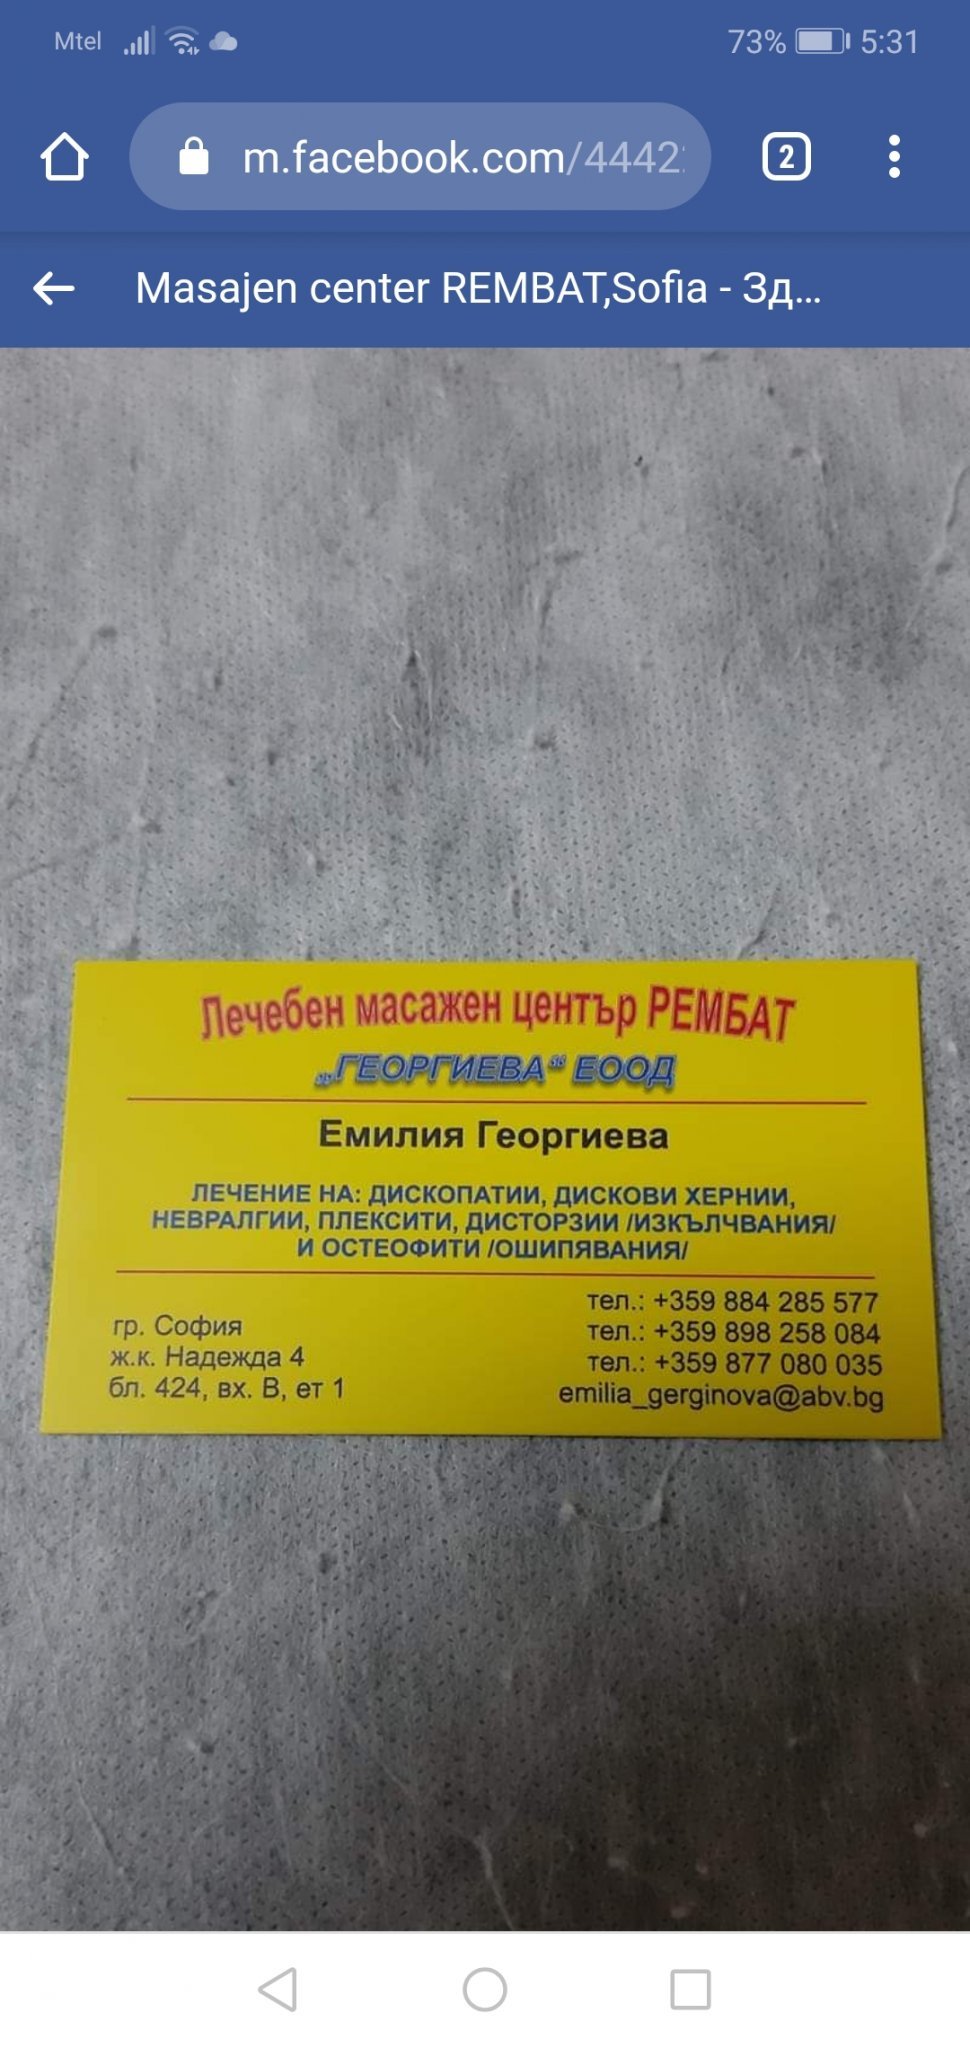 Mtel
73% 5:31
m.facebook.com/4442
2
Masajen center REMBAT,Sofia - Зд...
Лечебен масажен център РЕМБАТ
„ГЕОРГИЕВА“ ЕООД
Емилия Георгиева
ЛЕЧЕНИЕ НА: ДИСКОПАТИИ, ДИСКОВИ ХЕРНИИ,
НЕВРАЛГИИ, ПЛЕКСИТИ, ДИСТОРЗИИ /ИЗКЪЛЧВАНИЯ/
И ОСТЕОФИТИ /ОШИПЯВАНИЯ/
гр. София
ж.к. Надежда 4
бл. 424, вх. В, ет 1
тел.: +359 884 285 577
тел.: +359 898 258 084
тел.: +359 877 080 035
emilia_gerginova@abv.bg